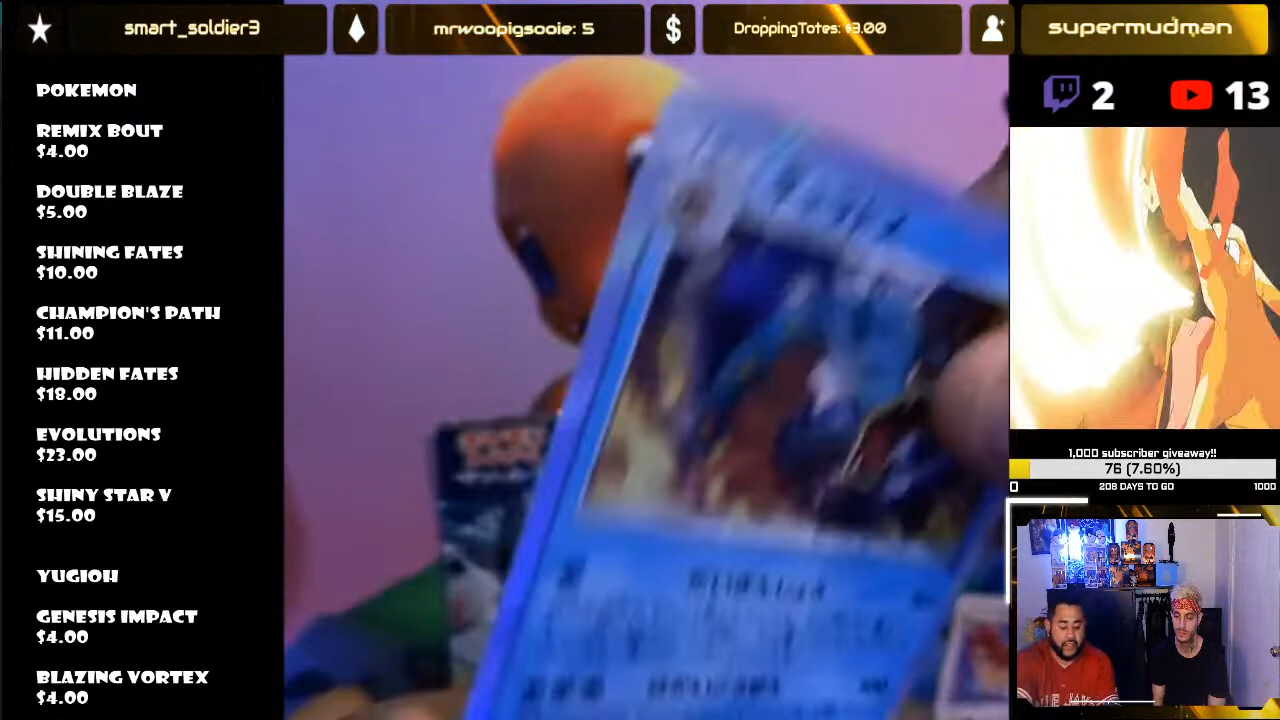 smart_soldier3
mrwoopigsooie: 5
$
DroppingTotes: $3.00
supermudman
2
13
POKEMON
REMIX BOUT
$4.00
DOUBLE BLAZE
$5.00
SHINING FATES
$10.00
CHAMPION'S PATH
$11.00
HIDDEN FATES
$18.00
EVOLUTIONS
$23.00
SHINY STAR V
$15.00
YUGIOH
GENESIS IMPACT
$4.00
BLAZING VORTEX
$4.00
1,000 subscriber giveaway!!
76 (7.60%)
0
208 DAYS TO GO
1000